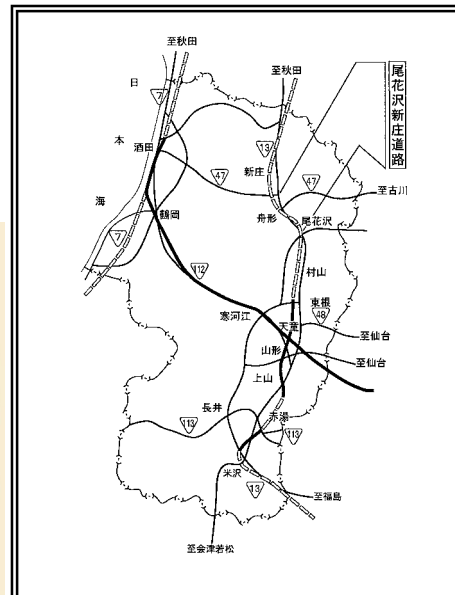 至秋田
至秋田
尾花沢新庄道路
日本海
7
酒田
13
新庄
47
47
至古川
舟形
尾花沢
鶴岡
7
村山
112
東根
48
寒河江
天童
至仙台
山形
至仙台
上山
長井
赤湯
113
113
米沢
13
至福島
至会津若松